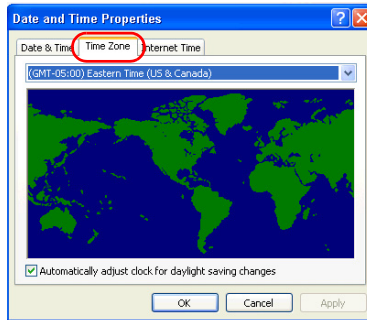 Date and Time Properties
Date & Time Time Zone Internet Time
(GMT-05:00) Eastern Time (US & Canada)
Automatically adjust clock for daylight saving changes
OK Cancel Apply